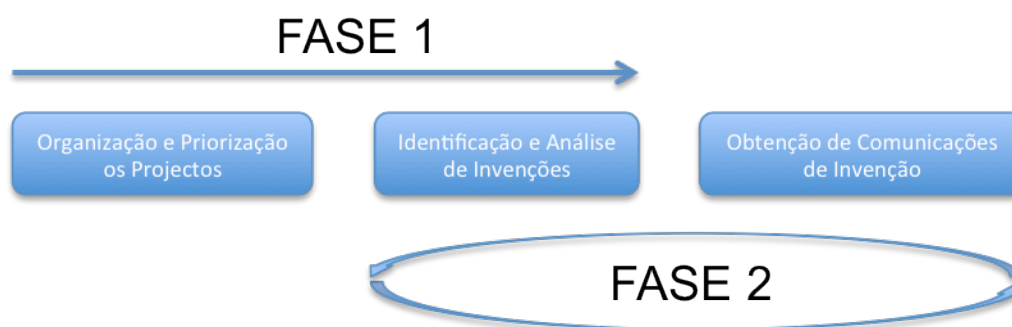 FASE 1
Organização e Priorização
os Projectos
Identificação e Análise
de Invenções
Obtenção de Comunicações
de Invenção
FASE 2